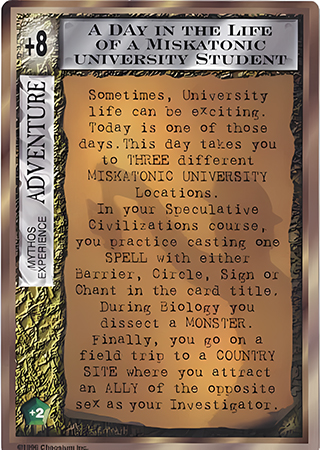 +8
A Day in the Life
of a Miskatonic
University Student
MYTHOS
EXPERIENCE
ADVENTURE
Sometimes, University
life can be exciting.
Today is one of those
days. This day takes you
to THREE different
MISKATONIC UNIVERSITY
Locations.
In your Speculative
Civilizations course,
you practice casting one
SPELL with either
Barrier, Circle, Sign or
Chant in the card title.
During Biology you
dissect a MONSTER.
Finally, you go on a
field trip to a COUNTRY
SITE where you attract
an ALLY of the opposite
sex as your Investigator.
+2
©1996 Chaosium Inc.